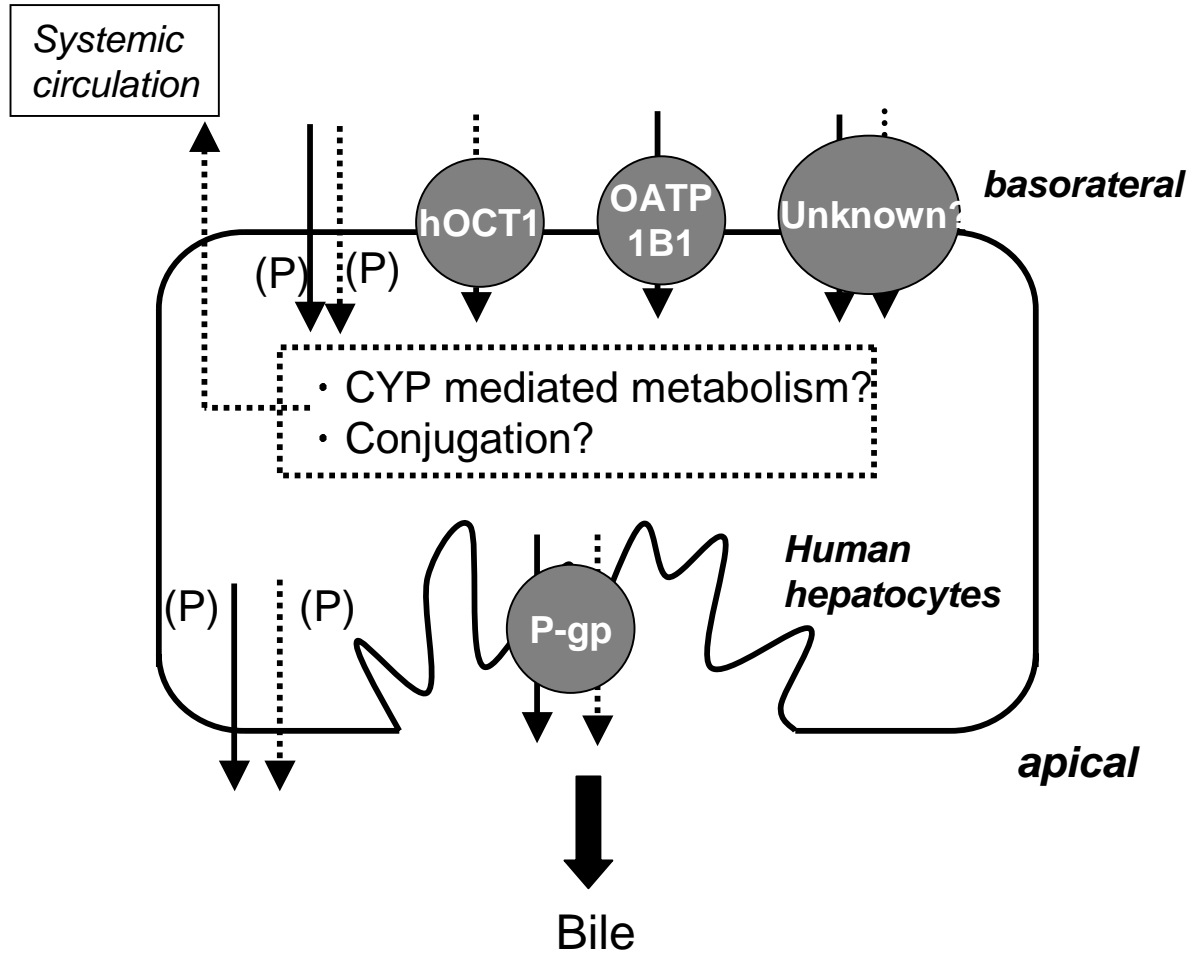 Systemic
circulation
hOCT1
OATP
1B1
Unknown?
basorateral
(P)
(P)
・CYP mediated metabolism?
・Conjugation?
Human
hepatocytes
(P)
(P)
P-gp
apical
Bile